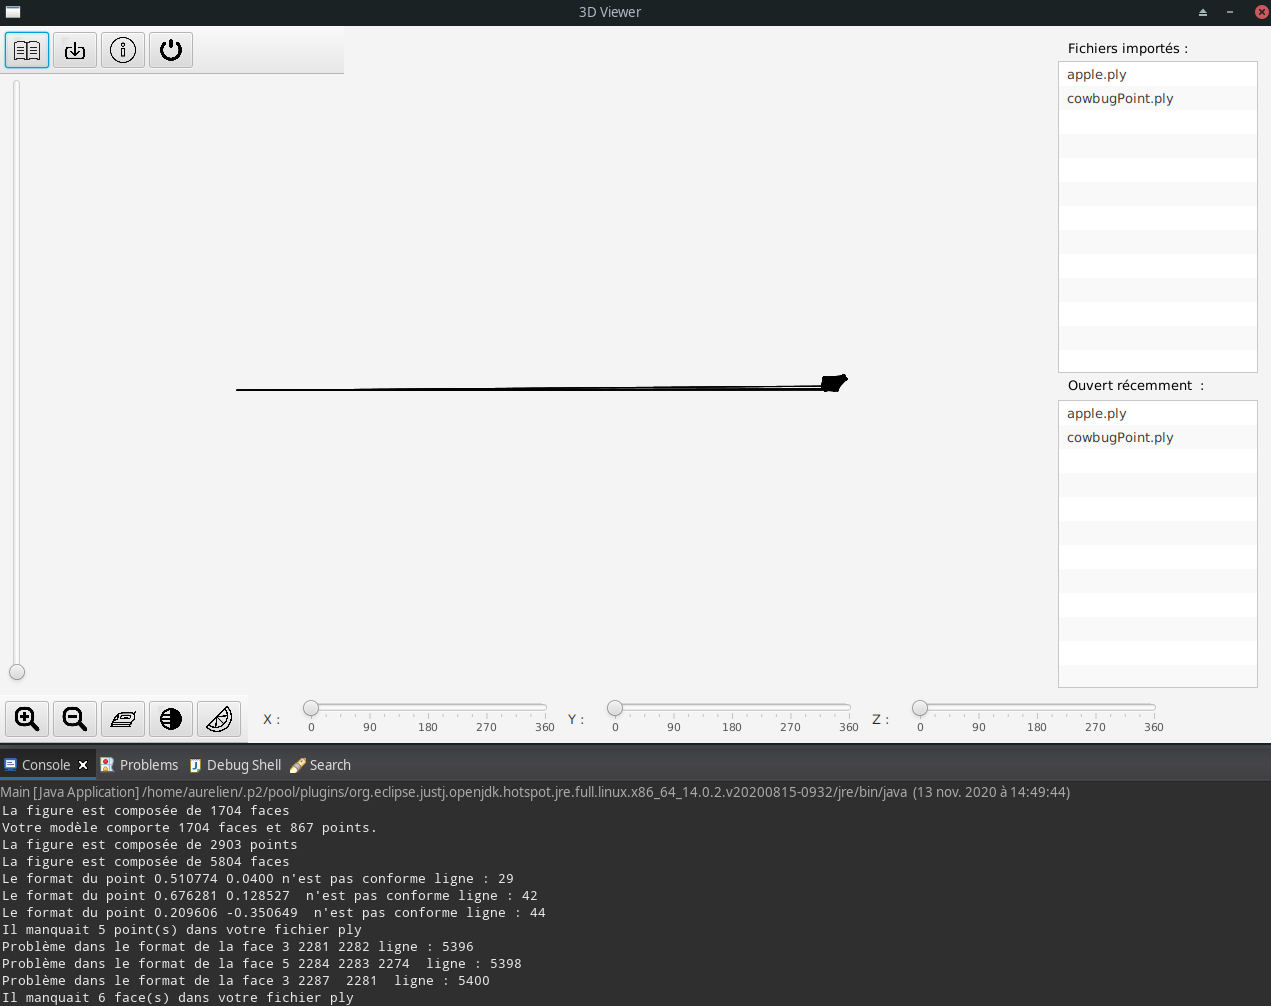 3D Viewer
Fichiers importés :
apple.ply
cowbugPoint.ply
Ouvert récemment  :
apple.ply
cowbugPoint.ply
X :
0 90 180 270 360
Y :
0 90 180 270 360
Z :
0 90 180 270 360
Console Problems Debug Shell Search
Main [Java Application] /home/aurelien/.p2/pool/plugins/org.eclipse.justj.openjdk.hotspot.jre.full.linux.x86_64_14.0.2.v20200815-0932/jre/bin/java (13 nov. 2020 à 14:49:44)
La figure est composée de 1704 faces
Votre modèle comporte 1704 faces et 867 points.
La figure est composée de 2903 points
La figure est composée de 5804 faces
Le format du point 0.510774 0.0400 n'est pas conforme ligne : 29
Le format du point 0.676281 0.128527  n'est pas conforme ligne : 42
Le format du point 0.209606 -0.350649  n'est pas conforme ligne : 44
Il manquait 5 point(s) dans votre fichier ply
Problème dans le format de la face 3 2281 2282 ligne : 5396
Problème dans le format de la face 5 2284 2283 2274  ligne : 5398
Problème dans le format de la face 3 2287  2281  ligne : 5400
Il manquait 6 face(s) dans votre fichier ply